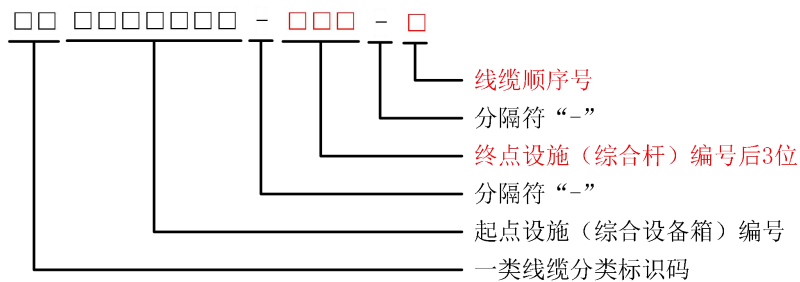 □□ □□□□□□□ - □□□ - □
线缆顺序号
分隔符“-”
终点设施（综合杆）编号后3位
分隔符“-”
起点设施（综合设备箱）编号
一类线缆分类标识码